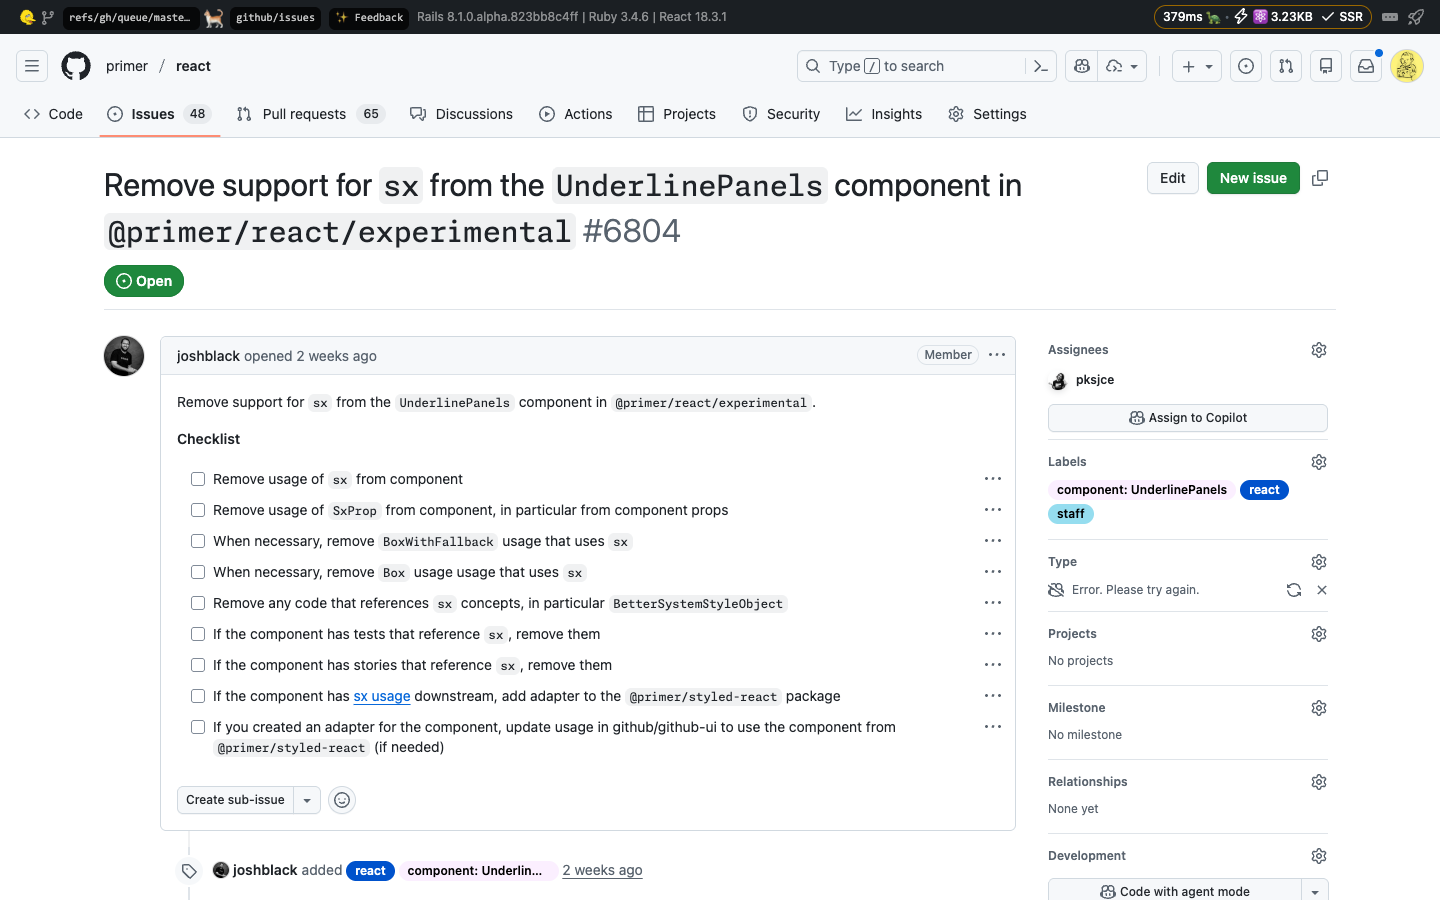 refs/gh/queue/maste… github/issues ✨ Feedback Rails 8.1.0.alpha.823bb8c4ff | Ruby 3.4.6 | React 18.3.1 379ms · 3.23KB SSR
primer / react Type / to search
Code Issues 48 Pull requests 65 Discussions Actions Projects Security Insights Settings
Remove support for sx from the UnderlinePanels component in
@primer/react/experimental #6804
Edit New issue
Open
joshblack opened 2 weeks ago Member
Remove support for sx from the UnderlinePanels component in @primer/react/experimental.
Checklist
Remove usage of sx from component
Remove usage of SxProp from component, in particular from component props
When necessary, remove BoxWithFallback usage that uses sx
When necessary, remove Box usage usage that uses sx
Remove any code that references sx concepts, in particular BetterSystemStyleObject
If the component has tests that reference sx, remove them
If the component has stories that reference sx, remove them
If the component has sx usage downstream, add adapter to the @primer/styled-react package
If you created an adapter for the component, update usage in github/github-ui to use the component from
@primer/styled-react (if needed)
Create sub-issue
joshblack added react component: Underlin… 2 weeks ago
Assignees
pksjce
Assign to Copilot
Labels
component: UnderlinePanels react
staff
Type
Error. Please try again.
Projects
No projects
Milestone
No milestone
Relationships
None yet
Development
Code with agent mode